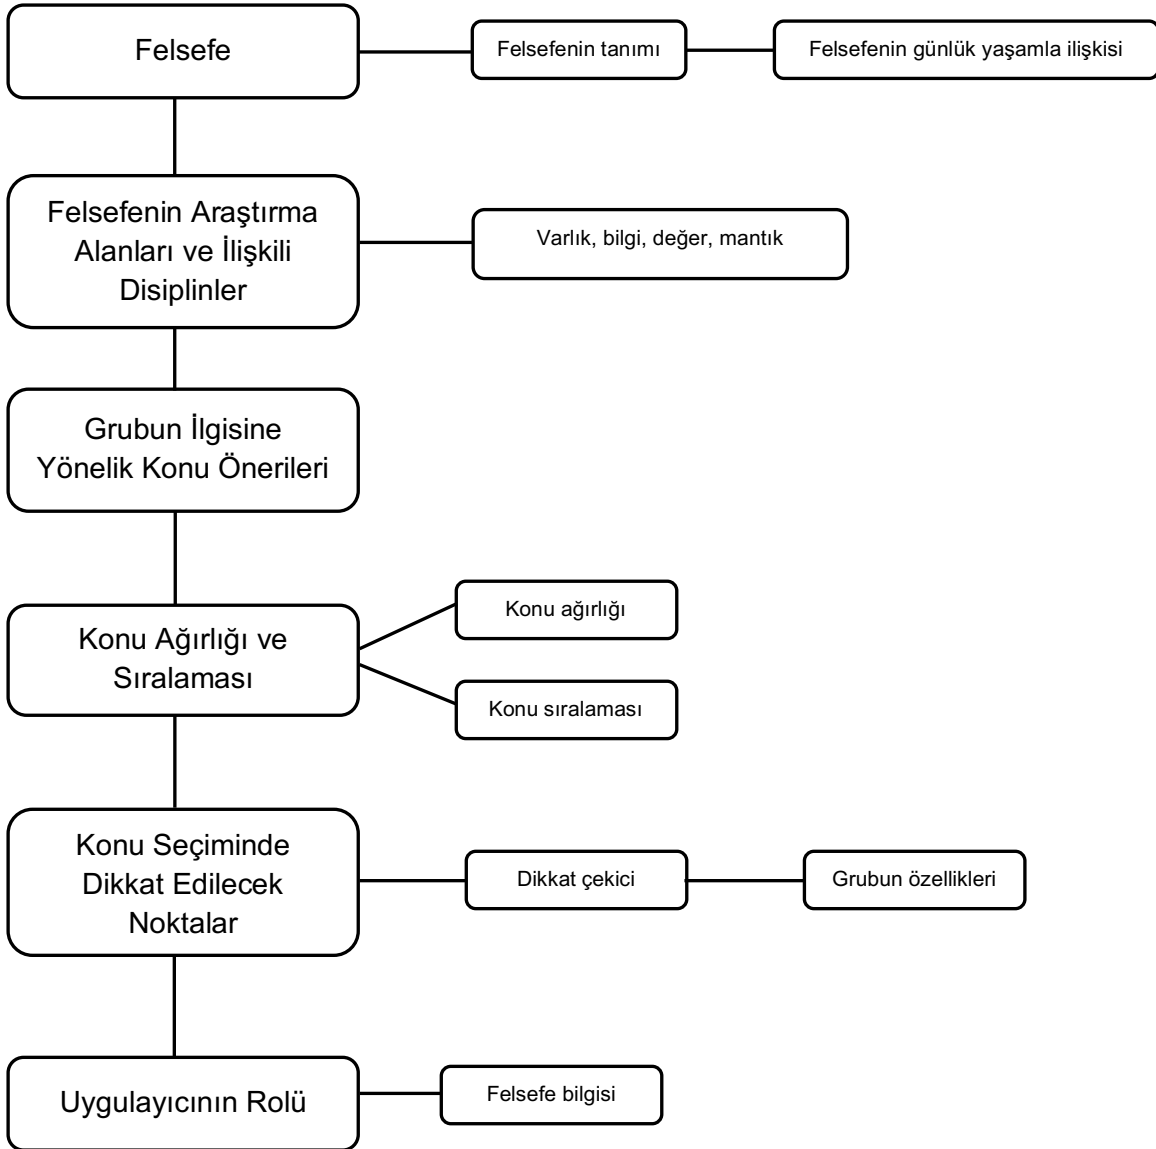 Felsefe
Felsefenin tanımı
Felsefenin günlük yaşamla ilişkisi
Felsefenin Araştırma
Alanları ve İlişkili
Disiplinler
Varlık, bilgi, değer, mantık
Grubun İlgisine
Yönelik Konu Önerileri
Konu Ağırlığı ve
Sıralaması
Konu ağırlığı
Konu sıralaması
Konu Seçiminde
Dikkat Edilecek
Noktalar
Dikkat çekici
Grubun özellikleri
Uygulayıcının Rolü
Felsefe bilgisi